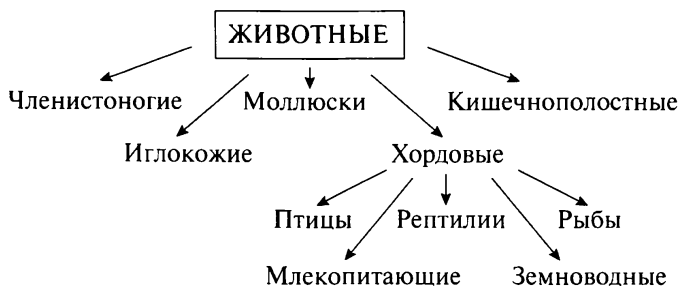 ЖИВОТНЫЕ
Членистоногие Моллюски Кишечнополостные
Иглокожие Хордовые
Птицы Рептилии Рыбы
Млекопитающие Земноводные